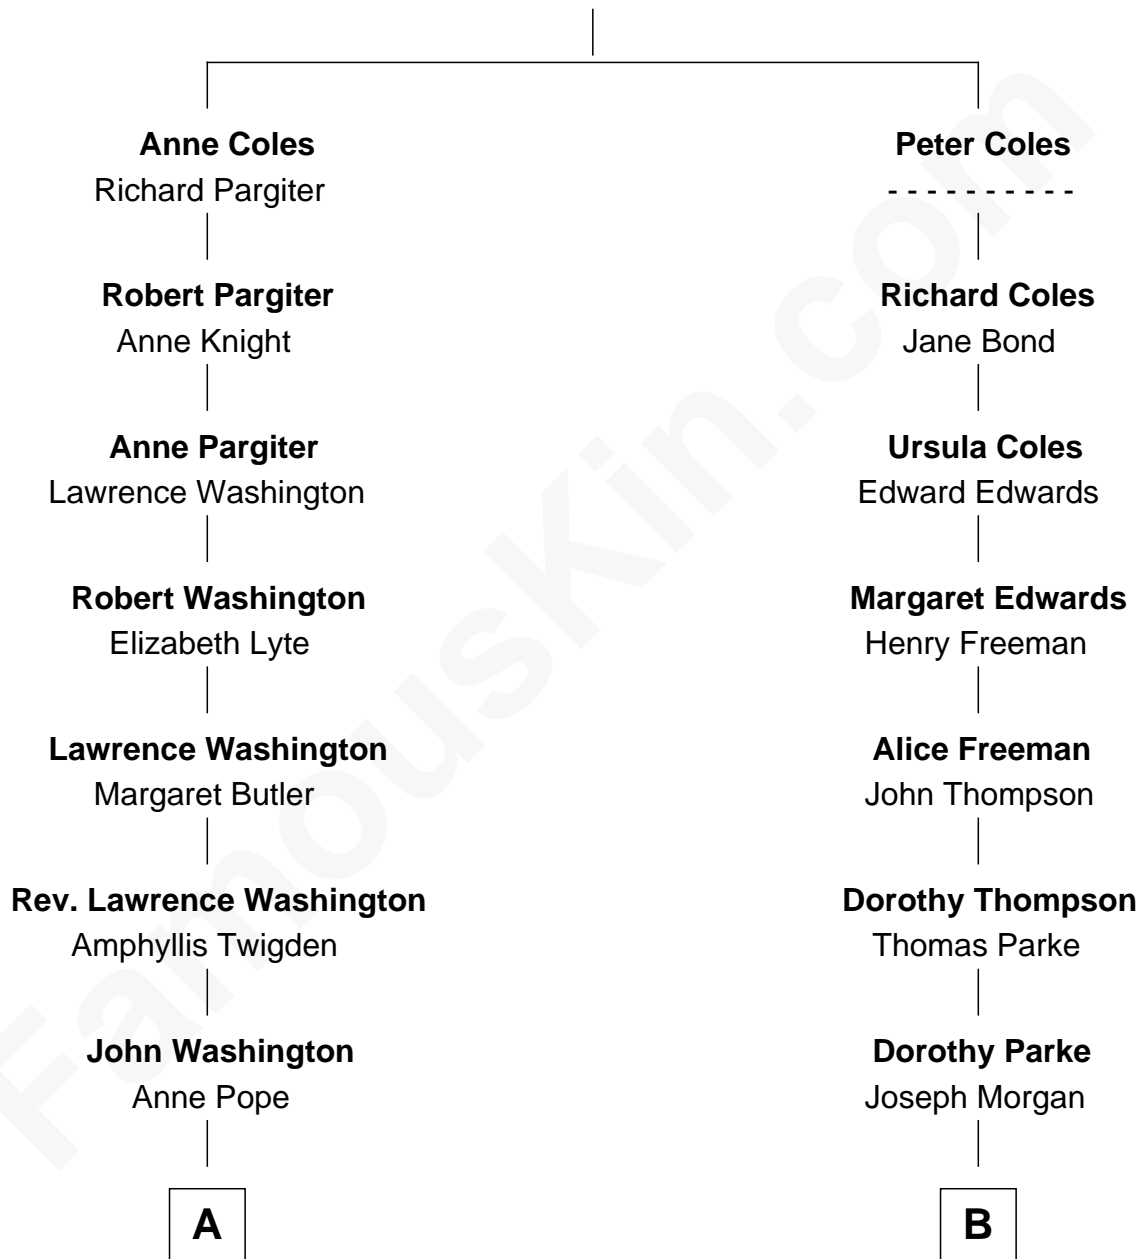 Anne Coles
Richard Pargiter
Robert Pargiter
Anne Knight
Anne Pargiter
Lawrence Washington
Robert Washington
Elizabeth Lyte
Lawrence Washington
Margaret Butler
Rev. Lawrence Washington
Amphyllis Twigden
John Washington
Anne Pope
A
Peter Coles
- - - - - - - - - -
Richard Coles
Jane Bond
Ursula Coles
Edward Edwards
Margaret Edwards
Henry Freeman
Alice Freeman
John Thompson
Dorothy Thompson
Thomas Parke
Dorothy Parke
Joseph Morgan
B
FamousKin.com